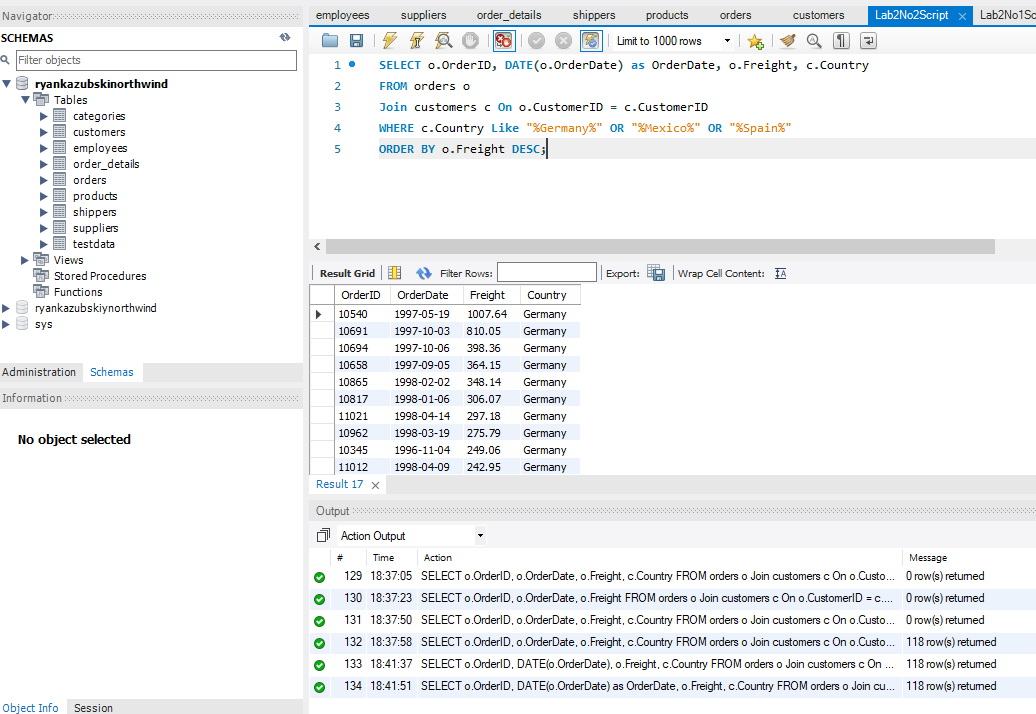 Navigator
SCHEMAS
Filter objects
ryankazubskinorthwind
Tables
categories
customers
employees
order_details
orders
products
shippers
suppliers
testdata
Views
Stored Procedures
Functions
ryankazubskiynorthwind
sys
Administration Schemas
Information
No object selected
Object Info Session
employees suppliers order_details shippers products orders customers Lab2No2Script Lab2No1Sc
Limit to 1000 rows
1 SELECT o.OrderID, DATE(o.OrderDate) as OrderDate, o.Freight, c.Country
2 FROM orders o
3 Join customers c On o.CustomerID = c.CustomerID
4 WHERE c.Country Like "%Germany%" OR "%Mexico%" OR "%Spain%"
5 ORDER BY o.Freight DESC;
Result Grid Filter Rows: Export: Wrap Cell Content:
OrderID OrderDate Freight Country
10540 1997-05-19 1007.64 Germany
10691 1997-10-03 810.05 Germany
10694 1997-10-06 398.36 Germany
10658 1997-09-05 364.15 Germany
10865 1998-02-02 348.14 Germany
10817 1998-01-06 306.07 Germany
11021 1998-04-14 297.18 Germany
10962 1998-03-19 275.79 Germany
10345 1996-11-04 249.06 Germany
11012 1998-04-09 242.95 Germany
Result 17
Output
Action Output
# Time Action Message
129 18:37:05 SELECT o.OrderID, o.OrderDate, o.Freight, c.Country FROM orders o Join customers c On o.Custo... 0 row(s) returned
130 18:37:23 SELECT o.OrderID, o.OrderDate, o.Freight FROM orders o Join customers c On o.CustomerID = c.... 0 row(s) returned
131 18:37:50 SELECT o.OrderID, o.OrderDate, o.Freight, c.Country FROM orders o Join customers c On o.Custo... 0 row(s) returned
132 18:37:58 SELECT o.OrderID, o.OrderDate, o.Freight, c.Country FROM orders o Join customers c On o.Custo... 118 row(s) returned
133 18:41:37 SELECT o.OrderID, DATE(o.OrderDate), o.Freight, c.Country FROM orders o Join customers c On ... 118 row(s) returned
134 18:41:51 SELECT o.OrderID, DATE(o.OrderDate) as OrderDate, o.Freight, c.Country FROM orders o Join cu... 118 row(s) returned